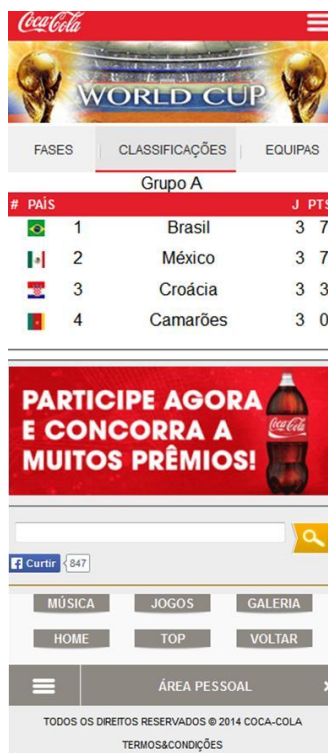 Coca-Cola
WORLD CUP
FASES CLASSIFICAÇÕES EQUIPAS
Grupo A
# PAÍS J PTS
1 Brasil 3 7
2 México 3 7
3 Croácia 3 3
4 Camarões 3 0
PARTICIPE AGORA
E CONCORRA A
MUITOS PRÊMIOS!
Coca-Cola
Curtir 847
MÚSICA JOGOS GALERIA
HOME TOP VOLTAR
ÁREA PESSOAL
TODOS OS DIREITOS RESERVADOS @ 2014 COCA-COLA
TERMOS&CONDIÇÕES